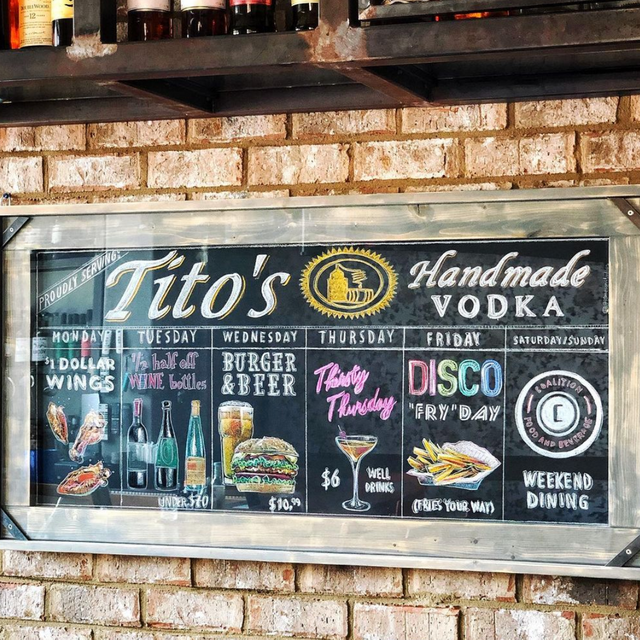 PROUDLY SERVING:
Tito's
Handmade
VODKA
MONDAY
$1 DOLLAR
WINGS
TUESDAY
1/2 half off
WINE bottles
UNDER $70
WEDNESDAY
BURGER
& BEER
$10.99
THURSDAY
Thirsty
Thursday
$6
WELL
DRINKS
FRIDAY
DISCO
"FRY"DAY
(FRIES YOUR WAY)
SATURDAY/SUNDAY
COALITION
C
FOOD AND BEVERAGE
WEEKEND
DINING